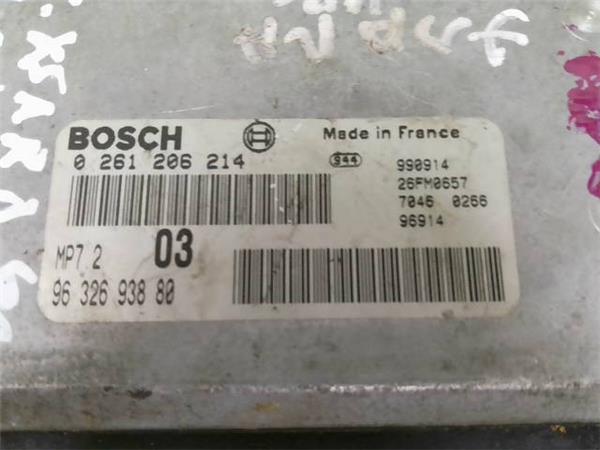 BOSCH Made in France
0 261 206 214 S44 990914
26FM0657
7046 0266
96914
MP7.2 03
96 326 938 80